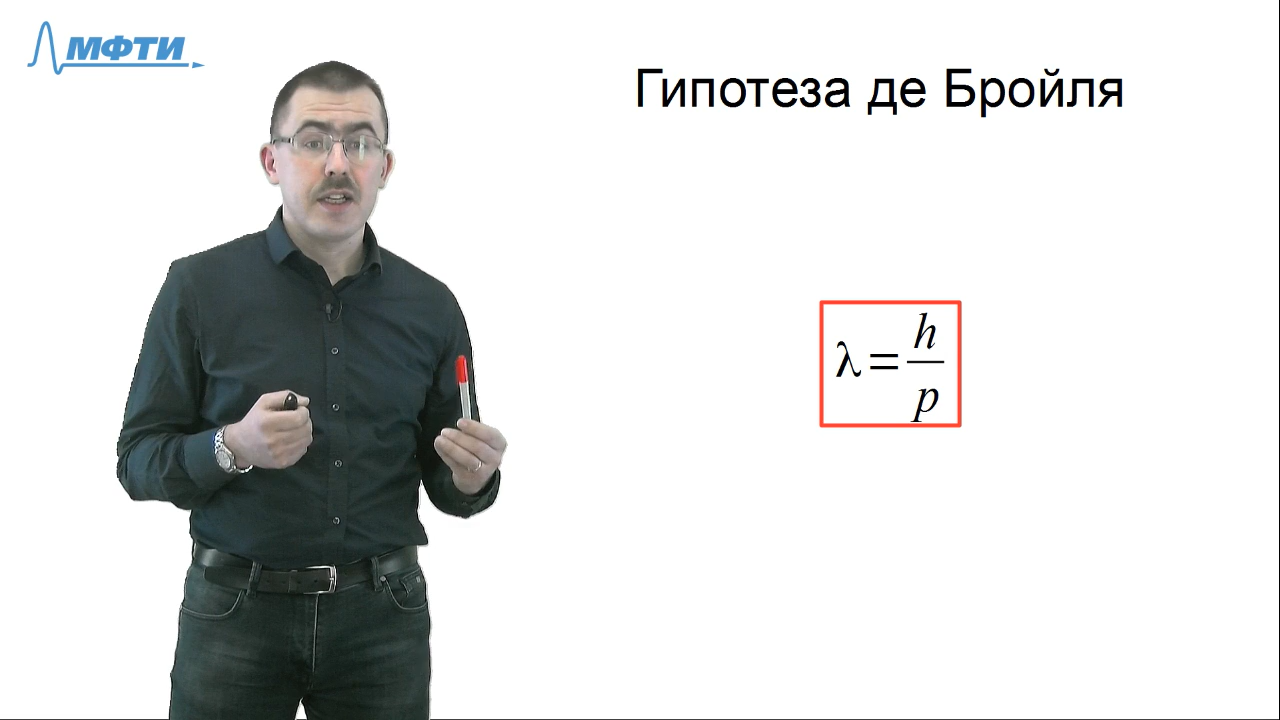 МФТИ
Гипотеза де Бройля
λ = h/p